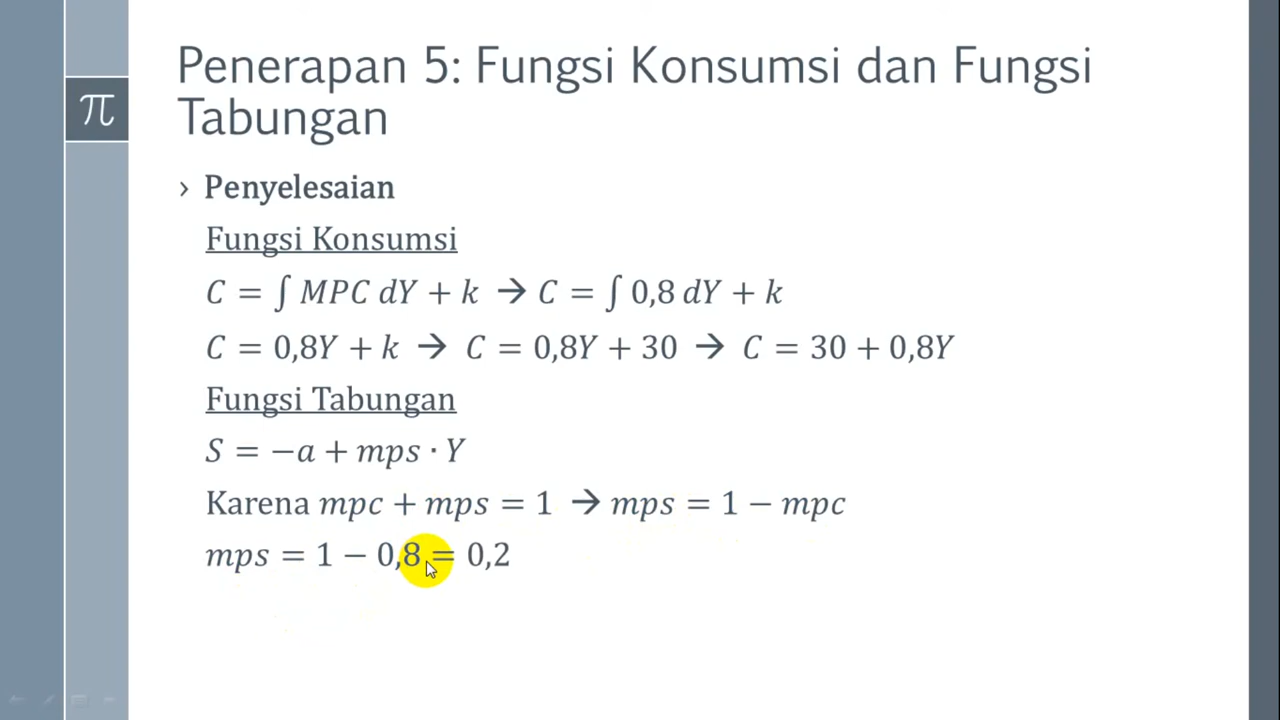 Penerapan 5: Fungsi Konsumsi dan Fungsi
Tabungan
π
› Penyelesaian
Fungsi Konsumsi
C = ∫ MPC dY + k → C = ∫ 0,8 dY + k
C = 0,8Y + k → C = 0,8Y + 30 → C = 30 + 0,8Y
Fungsi Tabungan
S = −a + mps · Y
Karena mpc + mps = 1 → mps = 1 − mpc
mps = 1 − 0,8 = 0,2